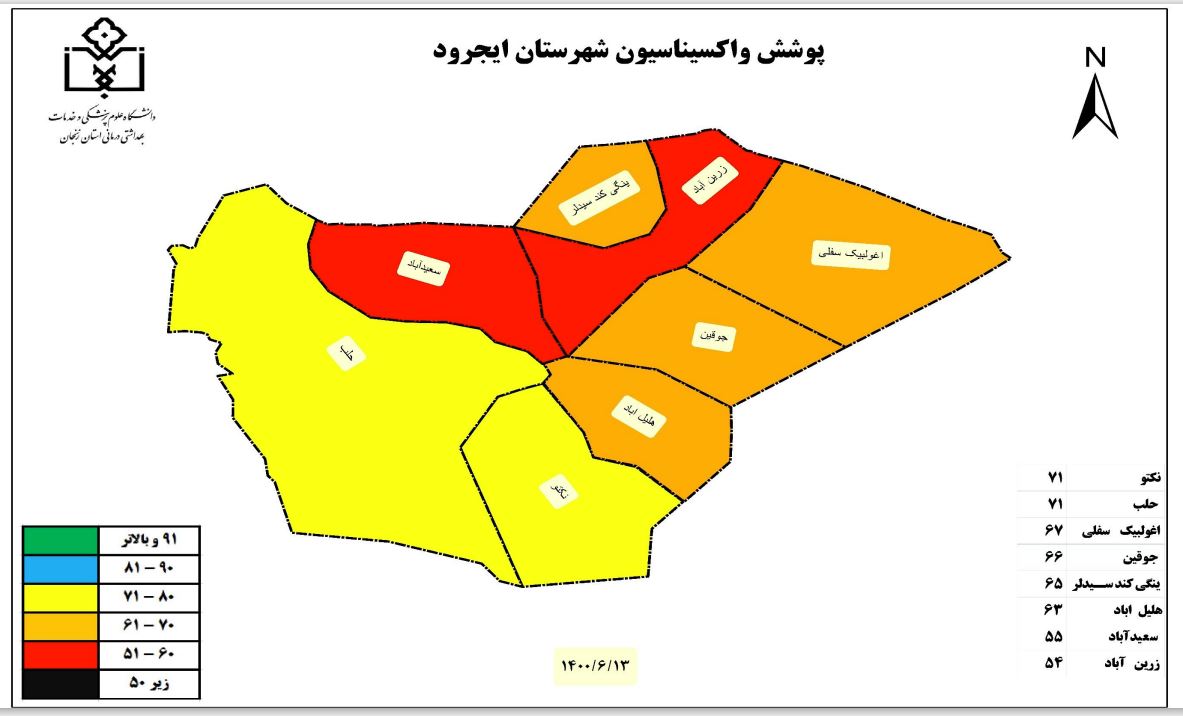 پوشش واکسیناسیون شهرستان ایجرود
N
دانشگاه علوم پزشکی و خدمات
بهداشتی درمانی استان زنجان
ینگی کند سیدلر
زرین آباد
اغولبیک سفلی
سعیدآباد
جوقین
حلب
هلیل اباد
نکتو
نکتو ۷۱
حلب ۷۱
اغولبیک سفلی ۶۷
جوقین ۶۶
ینگی کند سیدلر ۶۵
هلیل اباد ۶۳
سعیدآباد ۵۵
زرین آباد ۵۴
۹۱ و بالاتر
۸۱ – ۹۰
۷۱ – ۸۰
۶۱ – ۷۰
۵۱ – ۶۰
زیر ۵۰
۱۴۰۰/۶/۱۳